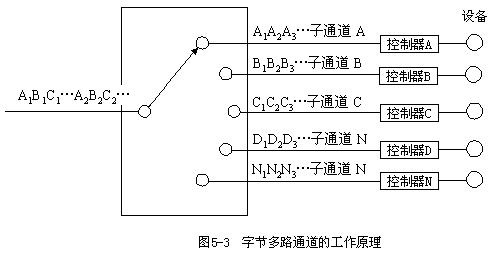 设备
A₁A₂A₃…子通道 A
控制器A
B₁B₂B₃…子通道 B
控制器B
A₁B₁C₁…A₂B₂C₂…
C₁C₂C₃…子通道 C
控制器C
D₁D₂D₃…子通道 N
控制器D
N₁N₂N₃…子通道 N
控制器N
图5-3 字节多路通道的工作原理